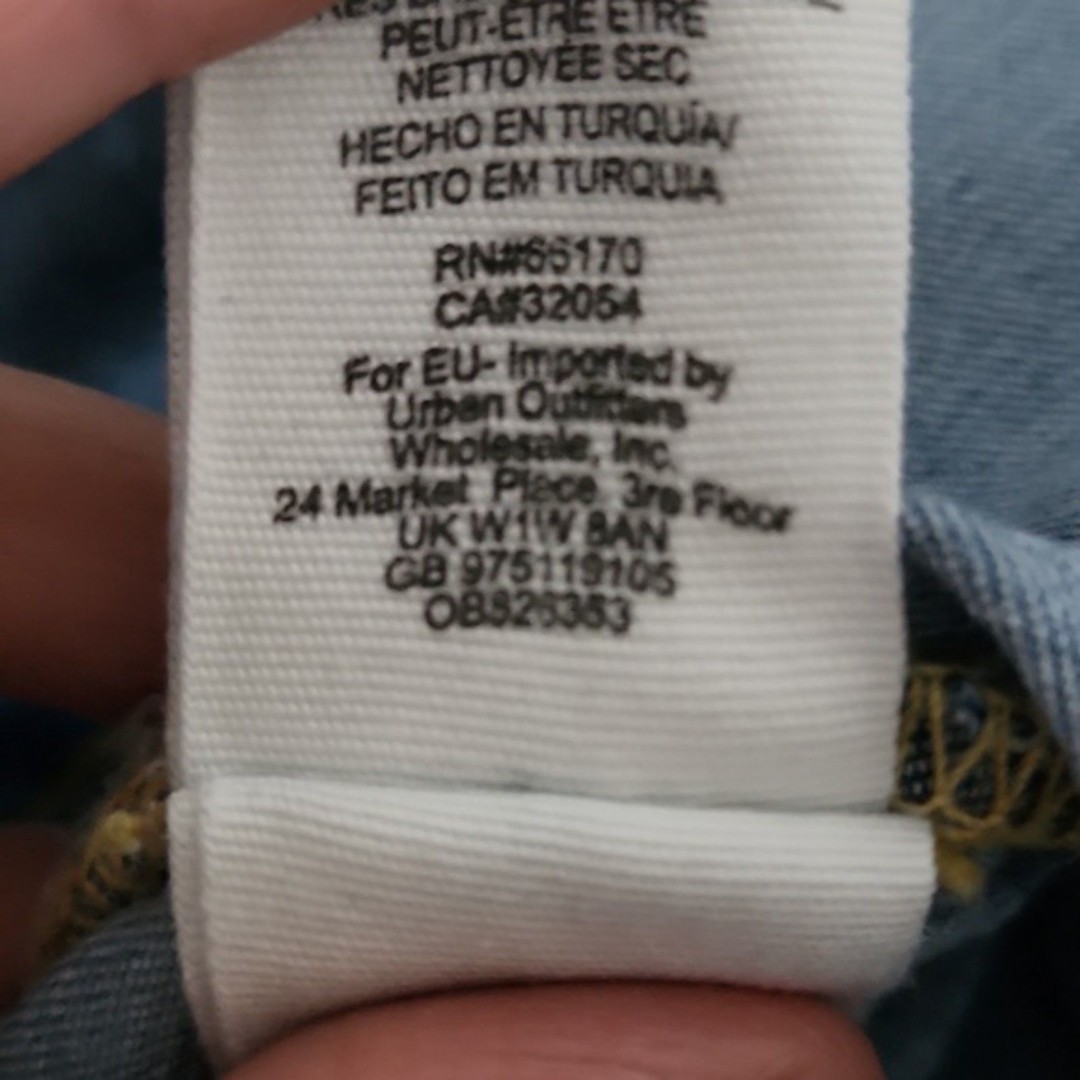 PEUT-ÊTRE ÊTRE
NETTOYÉE SEC
HECHO EN TURQUÍA/
FEITO EM TURQUIA
RN#66170
CA#32054
For EU- Imported by
Urban Outfitters
Wholesale, Inc.
24 Market Place 3re Floor
UK W1W 8AN
GB 975119105